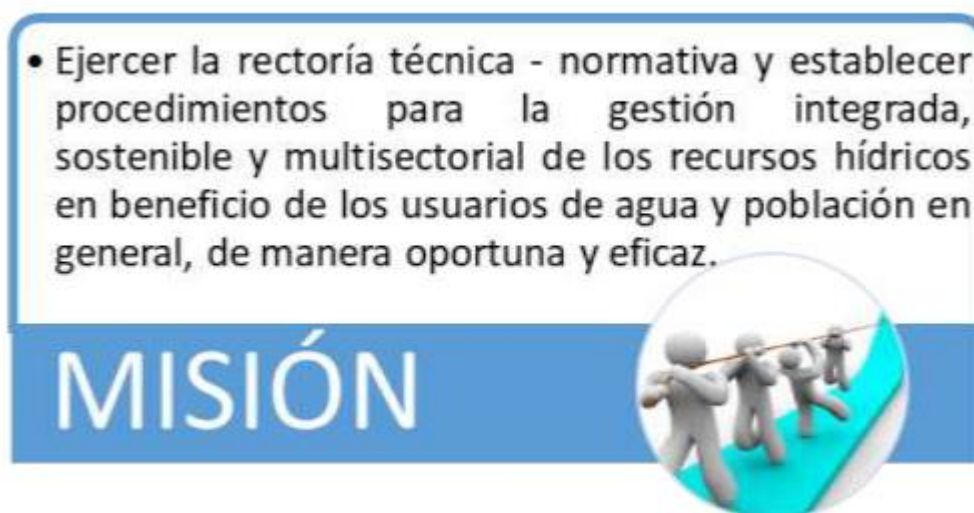 • Ejercer la rectoría técnica - normativa y establecer
procedimientos para la gestión integrada,
sostenible y multisectorial de los recursos hídricos
en beneficio de los usuarios de agua y población en
general, de manera oportuna y eficaz.
MISIÓN